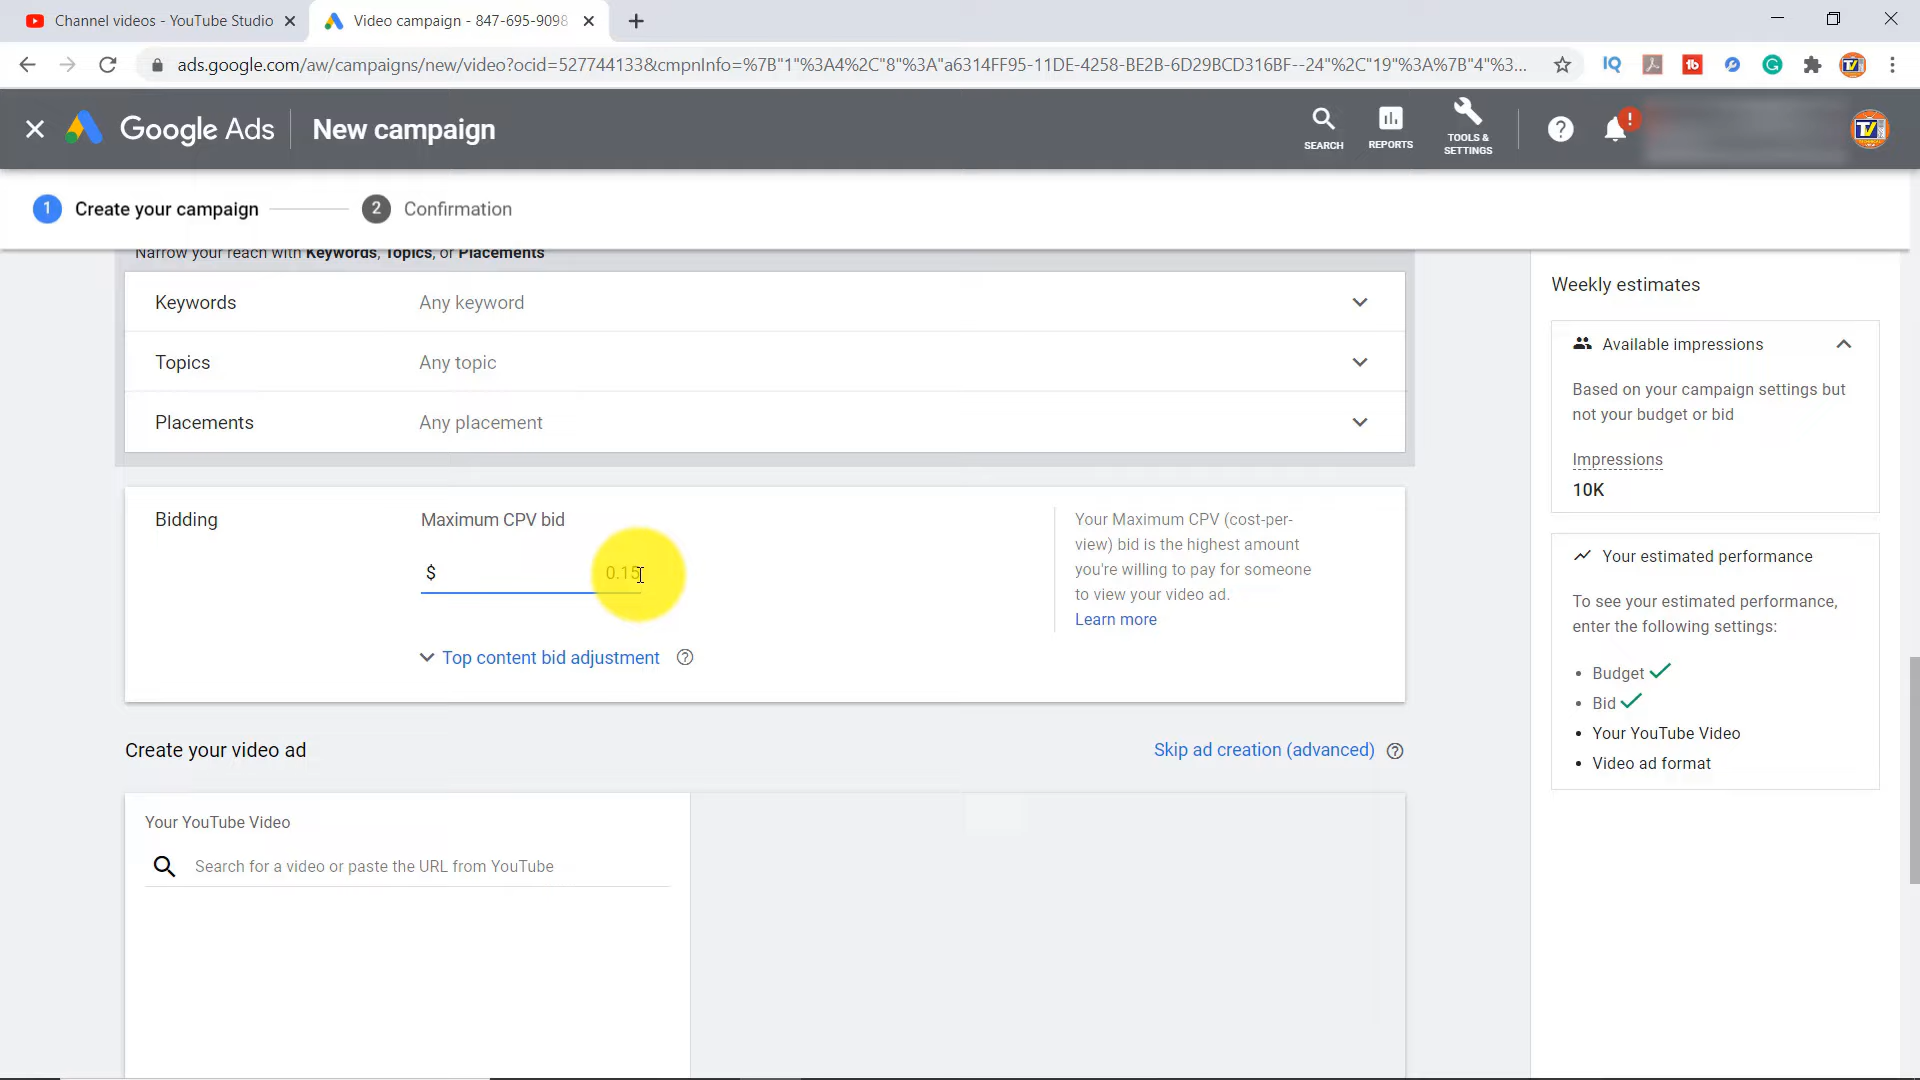 Channel videos - YouTube Studio
Video campaign - 847-695-9098
ads.google.com/aw/campaigns/new/video?ocid=527744133&cmpnInfo=%7B"1"%3A4%2C"8"%3A"a6314FF95-11DE-4258-BE2B-6D29BCD316BF--24"%2C"19"%3A%7B"4"%3...
Google Ads
New campaign
SEARCH
REPORTS
TOOLS &
SETTINGS
1 Create your campaign
2 Confirmation
Narrow your reach with Keywords, Topics, or Placements
Keywords Any keyword
Topics Any topic
Placements Any placement
Bidding
Maximum CPV bid
$ 0.15
Top content bid adjustment
Your Maximum CPV (cost-per-
view) bid is the highest amount
you're willing to pay for someone
to view your video ad.
Learn more
Create your video ad
Skip ad creation (advanced)
Your YouTube Video
Search for a video or paste the URL from YouTube
Weekly estimates
Available impressions
Based on your campaign settings but
not your budget or bid
Impressions
10K
Your estimated performance
To see your estimated performance,
enter the following settings:
• Budget
• Bid
• Your YouTube Video
• Video ad format